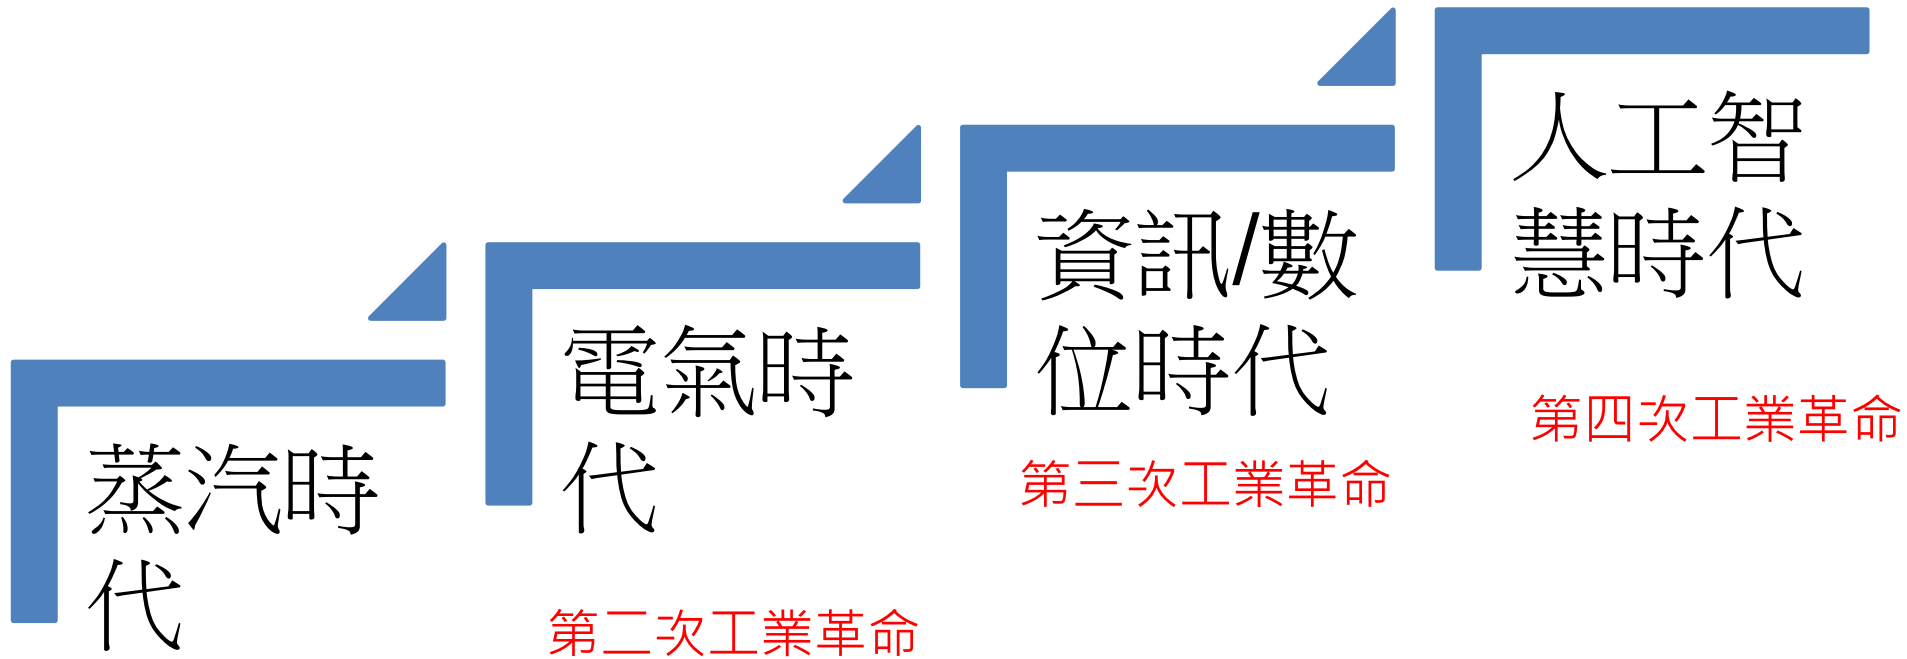 蒸汽時
代
電氣時
代
第二次工業革命
資訊/數
位時代
第三次工業革命
人工智
慧時代
第四次工業革命